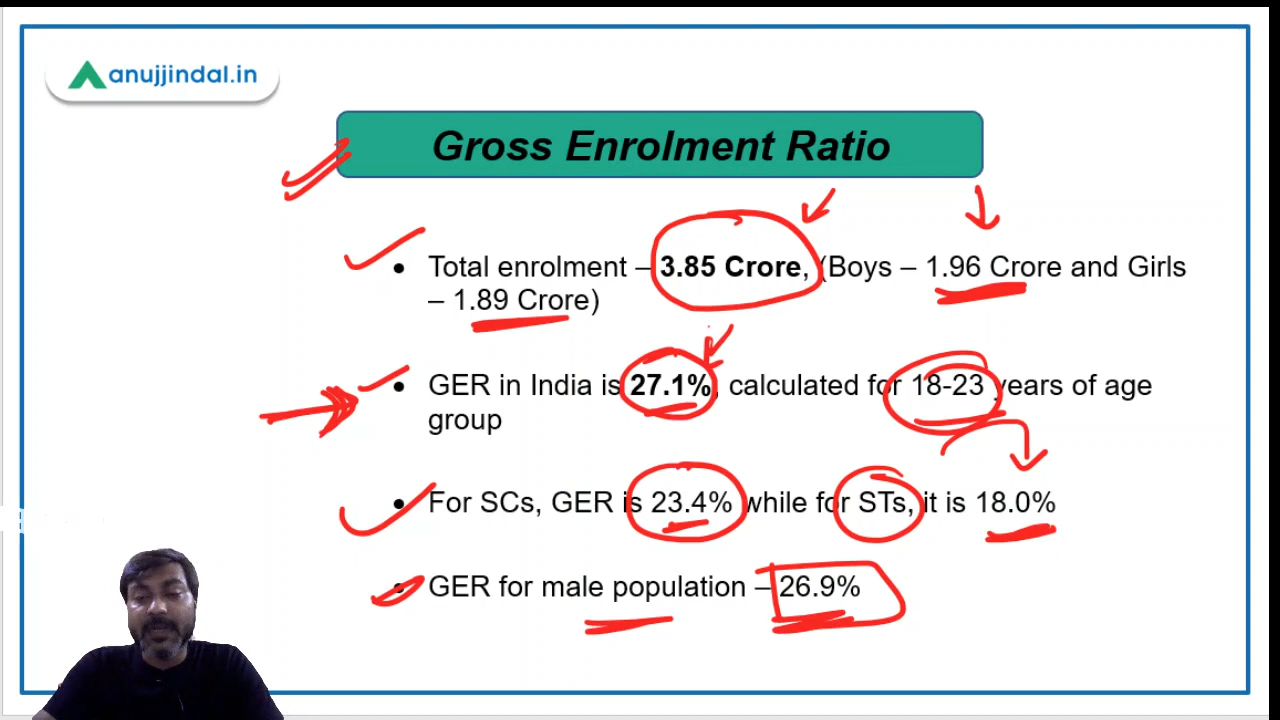 anujjindal.in
Gross Enrolment Ratio
• Total enrolment – 3.85 Crore, (Boys – 1.96 Crore and Girls
– 1.89 Crore)
• GER in India is 27.1%, calculated for 18-23 years of age
group
• For SCs, GER is 23.4% while for STs, it is 18.0%
• GER for male population – 26.9%